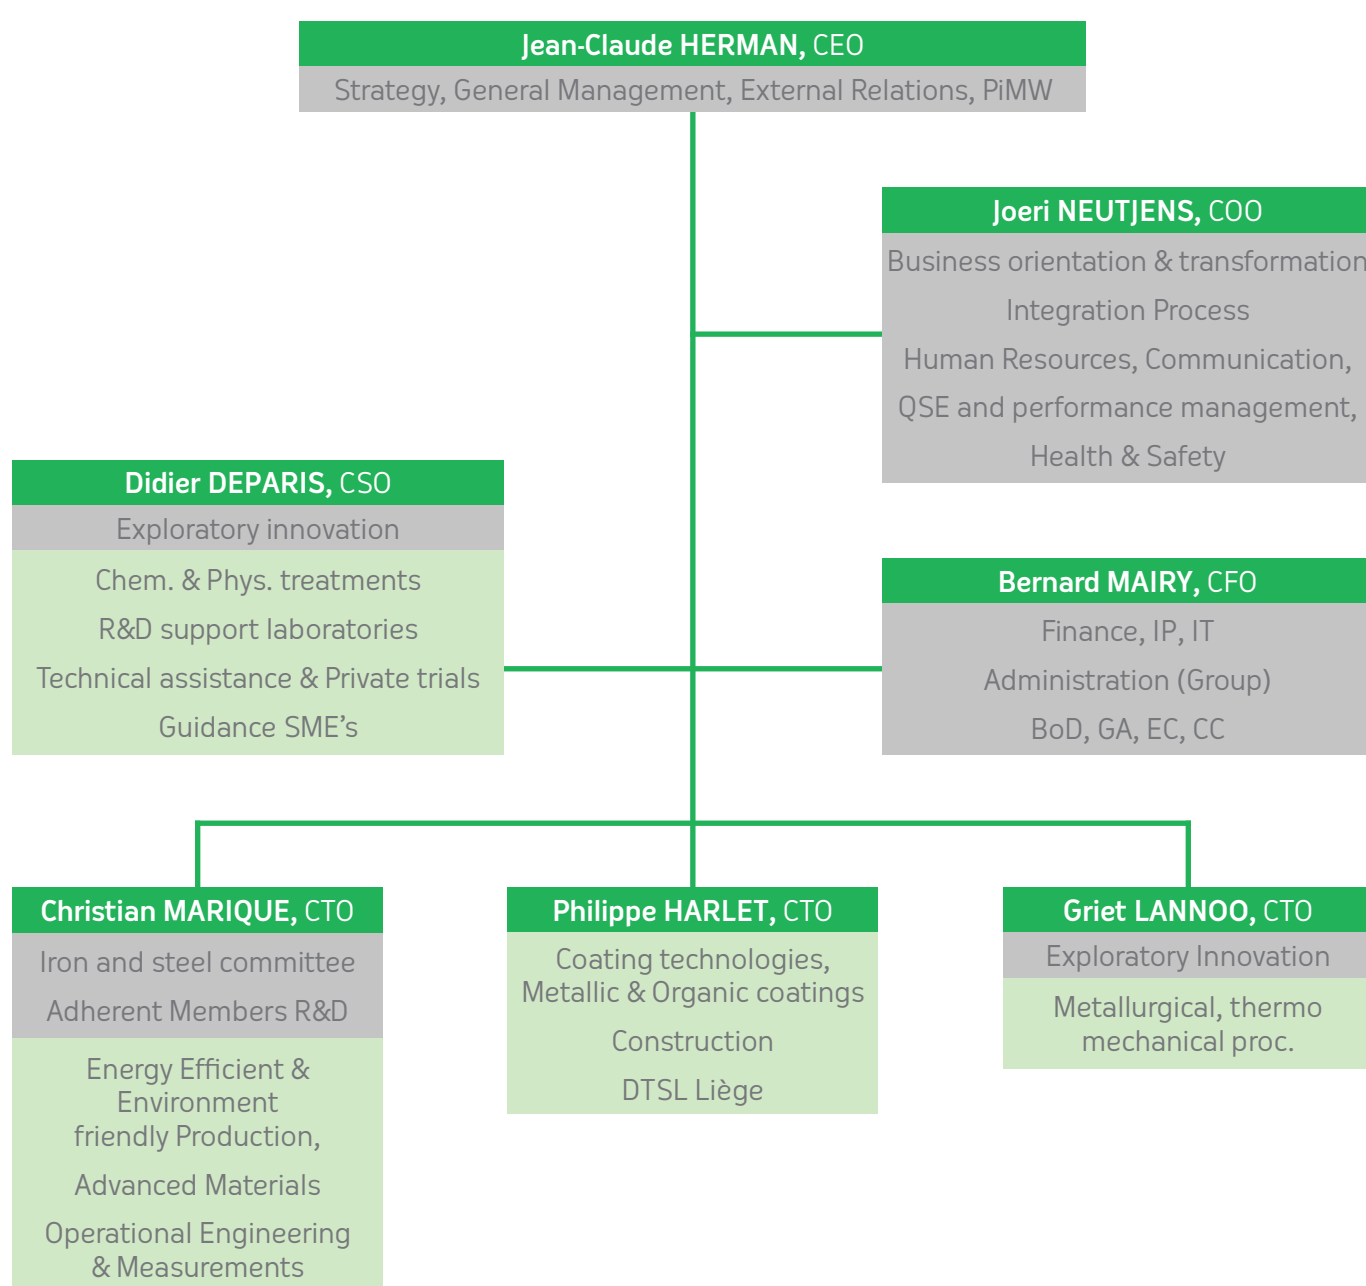 Jean-Claude HERMAN, CEO
Strategy, General Management, External Relations, PiMW
Joeri NEUTJENS, COO
Business orientation & transformation
Integration Process
Human Resources, Communication,
QSE and performance management,
Health & Safety
Didier DEPARIS, CSO
Exploratory innovation
Chem. & Phys. treatments
R&D support laboratories
Technical assistance & Private trials
Guidance SME’s
Bernard MAIRY, CFO
Finance, IP, IT
Administration (Group)
BoD, GA, EC, CC
Christian MARIQUE, CTO
Iron and steel committee
Adherent Members R&D
Energy Efficient &
Environment
friendly Production,
Advanced Materials
Operational Engineering
& Measurements
Philippe HARLET, CTO
Coating technologies,
Metallic & Organic coatings
Construction
DTSL Liège
Griet LANNOO, CTO
Exploratory Innovation
Metallurgical, thermo
mechanical proc.